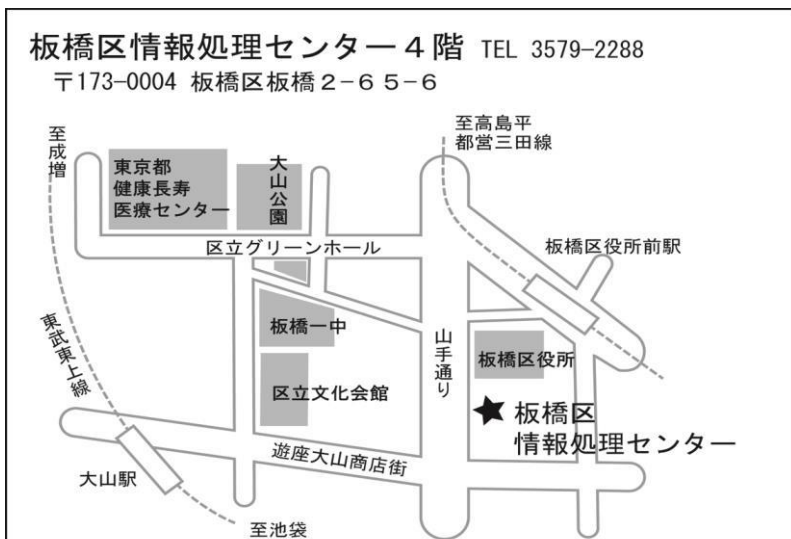 板橋区情報処理センター４階 TEL 3579-2288
〒173-0004 板橋区板橋２-６５-６
至成増
東京都
健康長寿
医療センター
大山公園
至高島平
都営三田線
区立グリーンホール
板橋区役所前駅
東武東上線
板橋一中
山手通り
板橋区役所
区立文化会館
板橋区
情報処理センター
遊座大山商店街
大山駅
至池袋